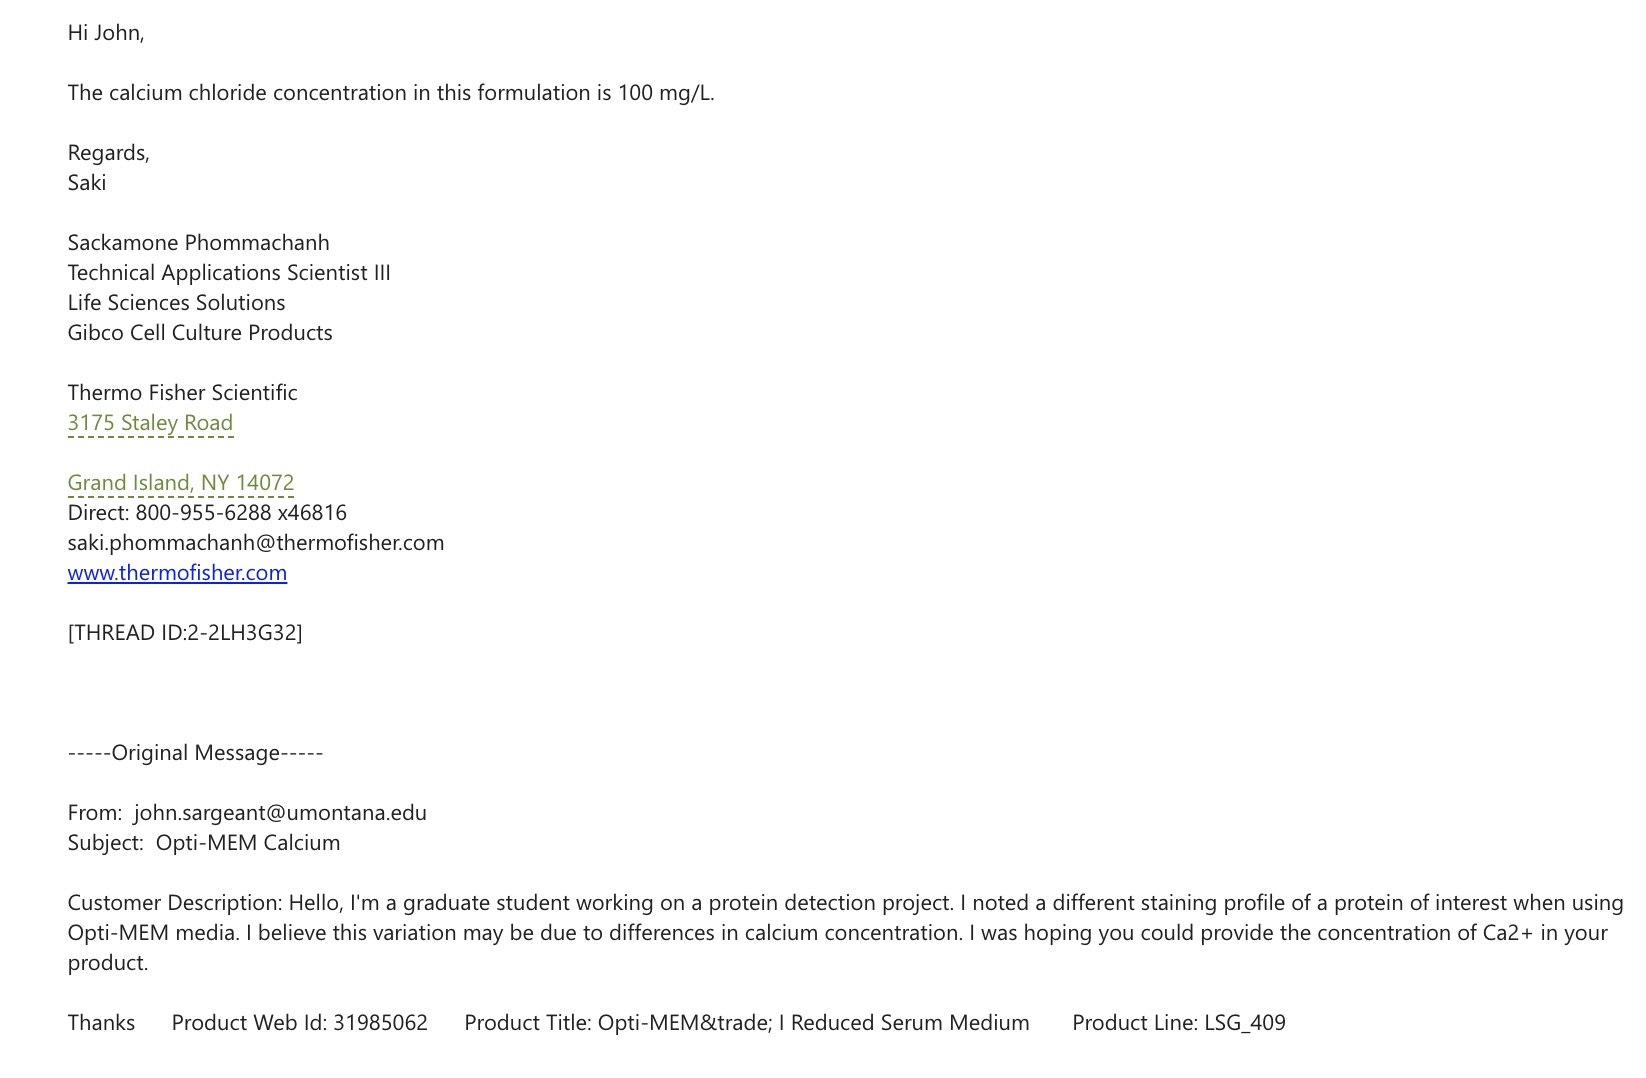 Hi John,
The calcium chloride concentration in this formulation is 100 mg/L.
Regards,
Saki
Sackamone Phommachanh
Technical Applications Scientist III
Life Sciences Solutions
Gibco Cell Culture Products
Thermo Fisher Scientific
3175 Staley Road
Grand Island, NY 14072
Direct: 800-955-6288 x46816
saki.phommachanh@thermofisher.com
www.thermofisher.com
[THREAD ID:2-2LH3G32]
-----Original Message-----
From:  john.sargeant@umontana.edu
Subject:  Opti-MEM Calcium
Customer Description: Hello, I'm a graduate student working on a protein detection project. I noted a different staining profile of a protein of interest when using
Opti-MEM media. I believe this variation may be due to differences in calcium concentration. I was hoping you could provide the concentration of Ca2+ in your
product.
Thanks      Product Web Id: 31985062      Product Title: Opti-MEM&trade; I Reduced Serum Medium       Product Line: LSG_409